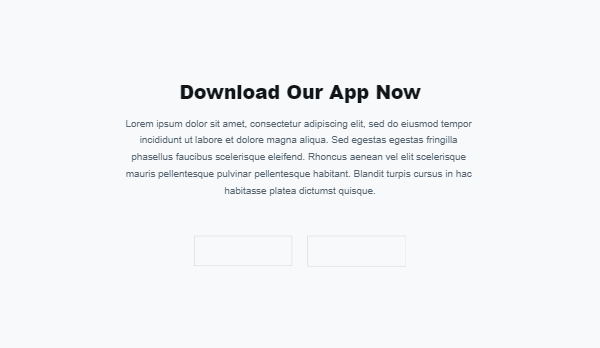 Download Our App Now
Lorem ipsum dolor sit amet, consectetur adipiscing elit, sed do eiusmod tempor
incididunt ut labore et dolore magna aliqua. Sed egestas egestas fringilla
phasellus faucibus scelerisque eleifend. Rhoncus aenean vel elit scelerisque
mauris pellentesque pulvinar pellentesque habitant. Blandit turpis cursus in hac
habitasse platea dictumst quisque.